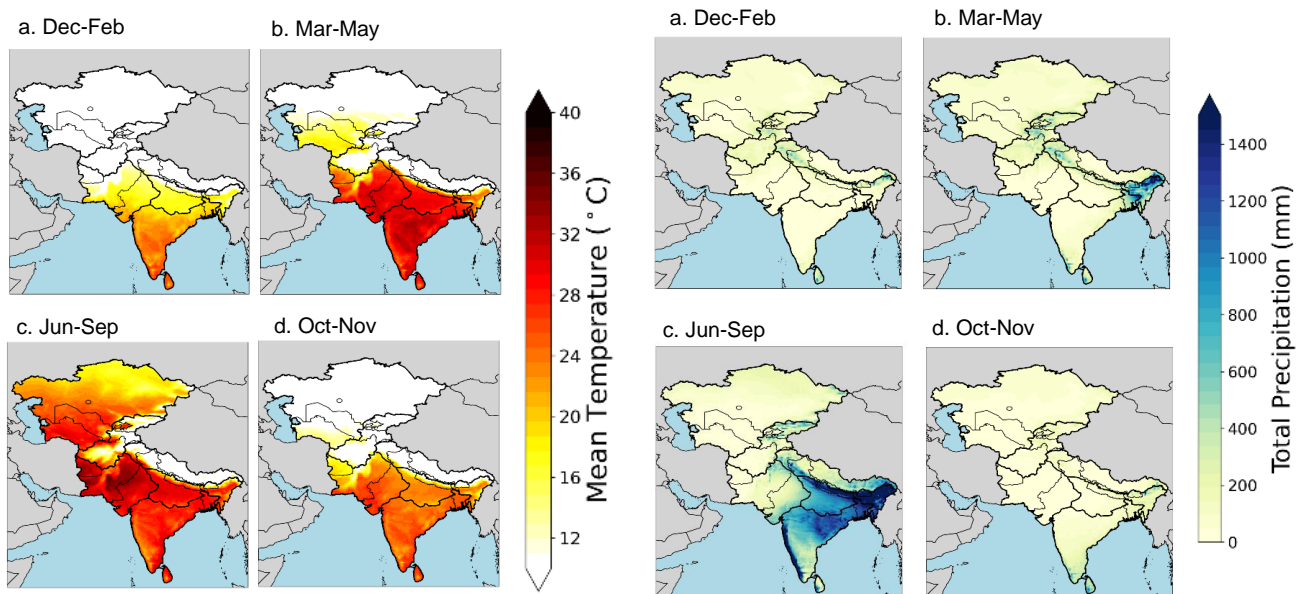 a. Dec-Feb
b. Mar-May
c. Jun-Sep
d. Oct-Nov
40
36
32
28
24
20
16
12
Mean Temperature (°C)
a. Dec-Feb
b. Mar-May
c. Jun-Sep
d. Oct-Nov
1400
1200
1000
800
600
400
200
0
Total Precipitation (mm)